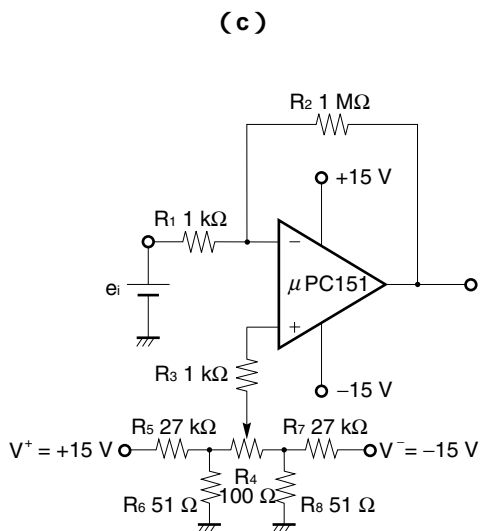 (c)
R2 1 MΩ
+15 V
R1 1 kΩ
−
μPC151
ei
+
R3 1 kΩ
−15 V
R5 27 kΩ
R7 27 kΩ
V+ = +15 V
V− = −15 V
R4
100 Ω
R6 51 Ω
R8 51 Ω